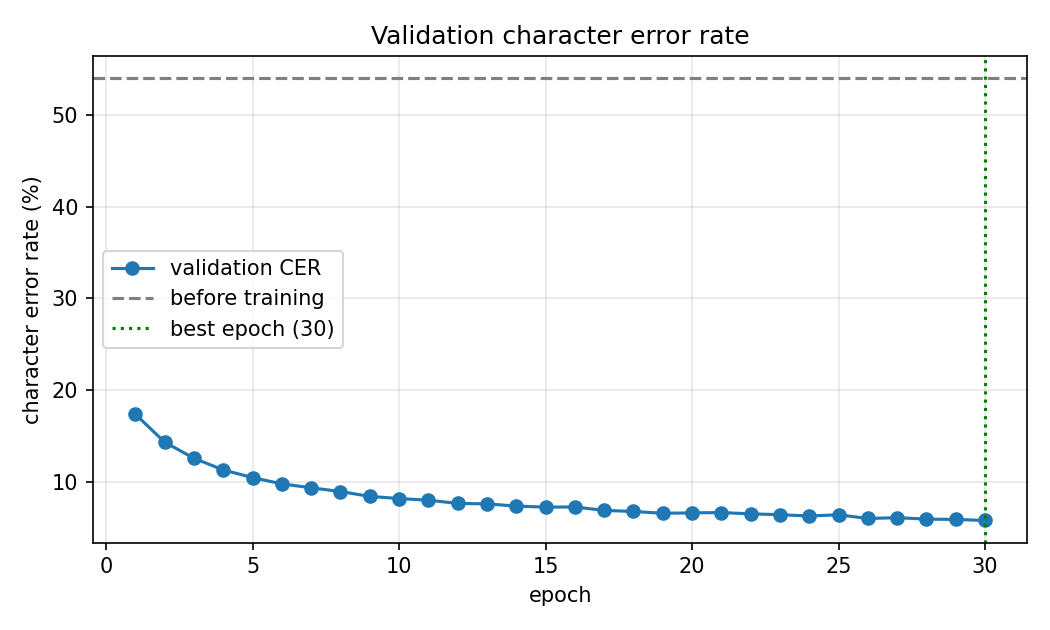 Validation character error rate
character error rate (%)
50
40
30
20
10
validation CER
before training
best epoch (30)
0 5 10 15 20 25 30
epoch